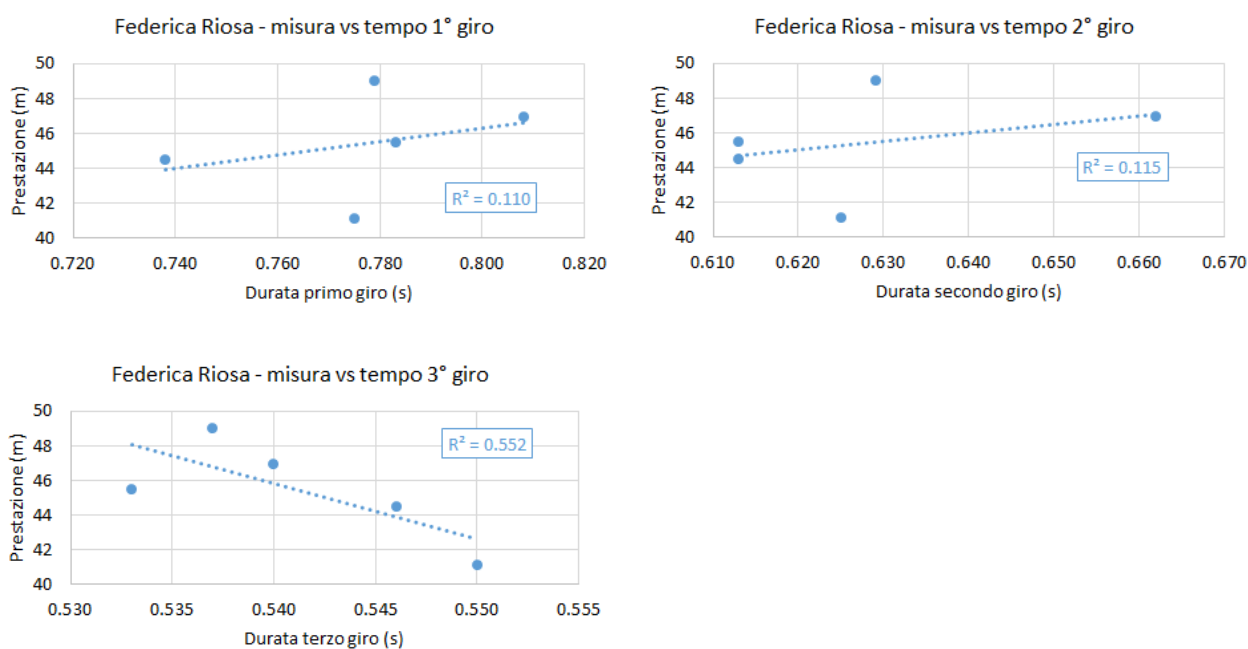 Federica Riosa - misura vs tempo 1° giro
Prestazione (m)
50
48
46
44
42
40
R² = 0.110
0.720 0.740 0.760 0.780 0.800 0.820
Durata primo giro (s)
Federica Riosa - misura vs tempo 2° giro
Prestazione (m)
50
48
46
44
42
40
R² = 0.115
0.610 0.620 0.630 0.640 0.650 0.660 0.670
Durata secondo giro (s)
Federica Riosa - misura vs tempo 3° giro
Prestazione (m)
50
48
46
44
42
40
R² = 0.552
0.530 0.535 0.540 0.545 0.550 0.555
Durata terzo giro (s)